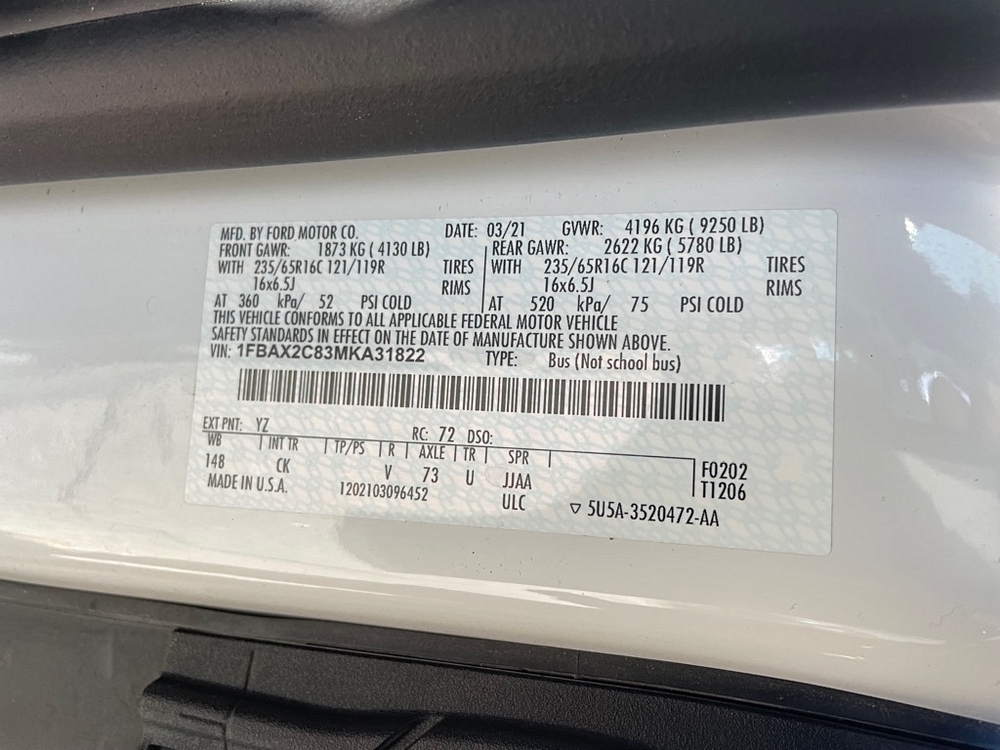 MFD. BY FORD MOTOR CO. DATE: 03/21 GVWR: 4196 KG ( 9250 LB)
FRONT GAWR: 1873 KG ( 4130 LB) REAR GAWR: 2622 KG ( 5780 LB)
WITH 235/65R16C 121/119R TIRES WITH 235/65R16C 121/119R TIRES
16x6.5J RIMS 16x6.5J RIMS
AT 360 kPa/ 52 PSI COLD AT 520 kPa/ 75 PSI COLD
THIS VEHICLE CONFORMS TO ALL APPLICABLE FEDERAL MOTOR VEHICLE
SAFETY STANDARDS IN EFFECT ON THE DATE OF MANUFACTURE SHOWN ABOVE.
VIN: 1FBAX2C83MKA31822 TYPE: Bus (Not school bus)
EXT PNT: YZ RC: 72 DSO:
WB | INT TR | TP/PS | R | AXLE | TR | SPR |
148 CK V 73 U JJAA F0202
MADE IN U.S.A. 1202103096452 ULC T1206
▽ 5U5A-3520472-AA